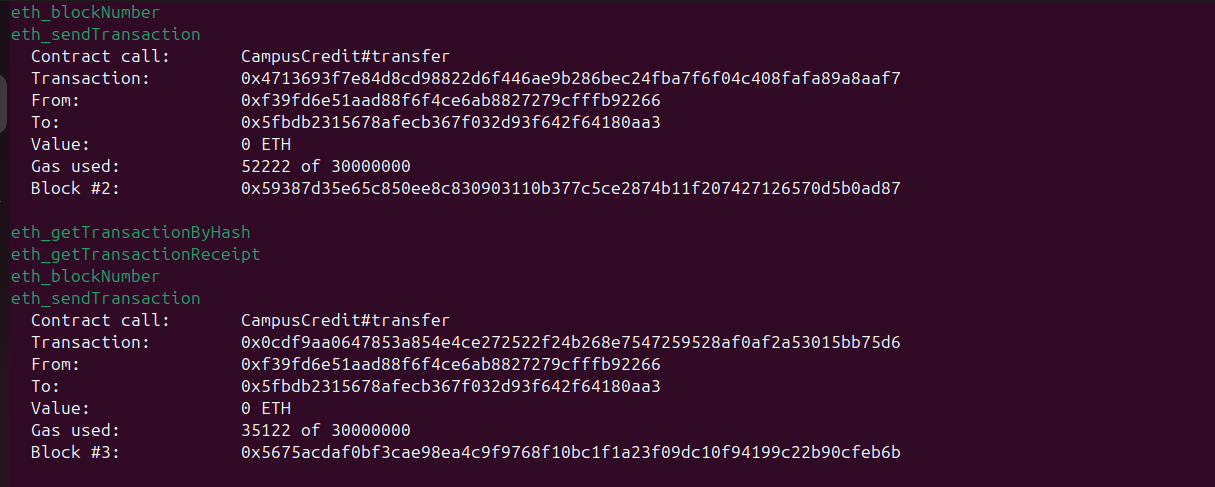 eth_blockNumber
eth_sendTransaction
Contract call: CampusCredit#transfer
Transaction: 0x4713693f7e84d8cd98822d6f446ae9b286bec24fba7f6f04c408fafa89a8aaf7
From: 0xf39fd6e51aad88f6f4ce6ab8827279cfffb92266
To: 0x5fbdb2315678afecb367f032d93f642f64180aa3
Value: 0 ETH
Gas used: 52222 of 30000000
Block #2: 0x59387d35e65c850ee8c830903110b377c5ce2874b11f207427126570d5b0ad87
eth_getTransactionByHash
eth_getTransactionReceipt
eth_blockNumber
eth_sendTransaction
Contract call: CampusCredit#transfer
Transaction: 0x0cdf9aa0647853a854e4ce272522f24b268e7547259528af0af2a53015bb75d6
From: 0xf39fd6e51aad88f6f4ce6ab8827279cfffb92266
To: 0x5fbdb2315678afecb367f032d93f642f64180aa3
Value: 0 ETH
Gas used: 35122 of 30000000
Block #3: 0x5675acdaf0bf3cae98ea4c9f9768f10bc1f1a23f09dc10f94199c22b90cfeb6b